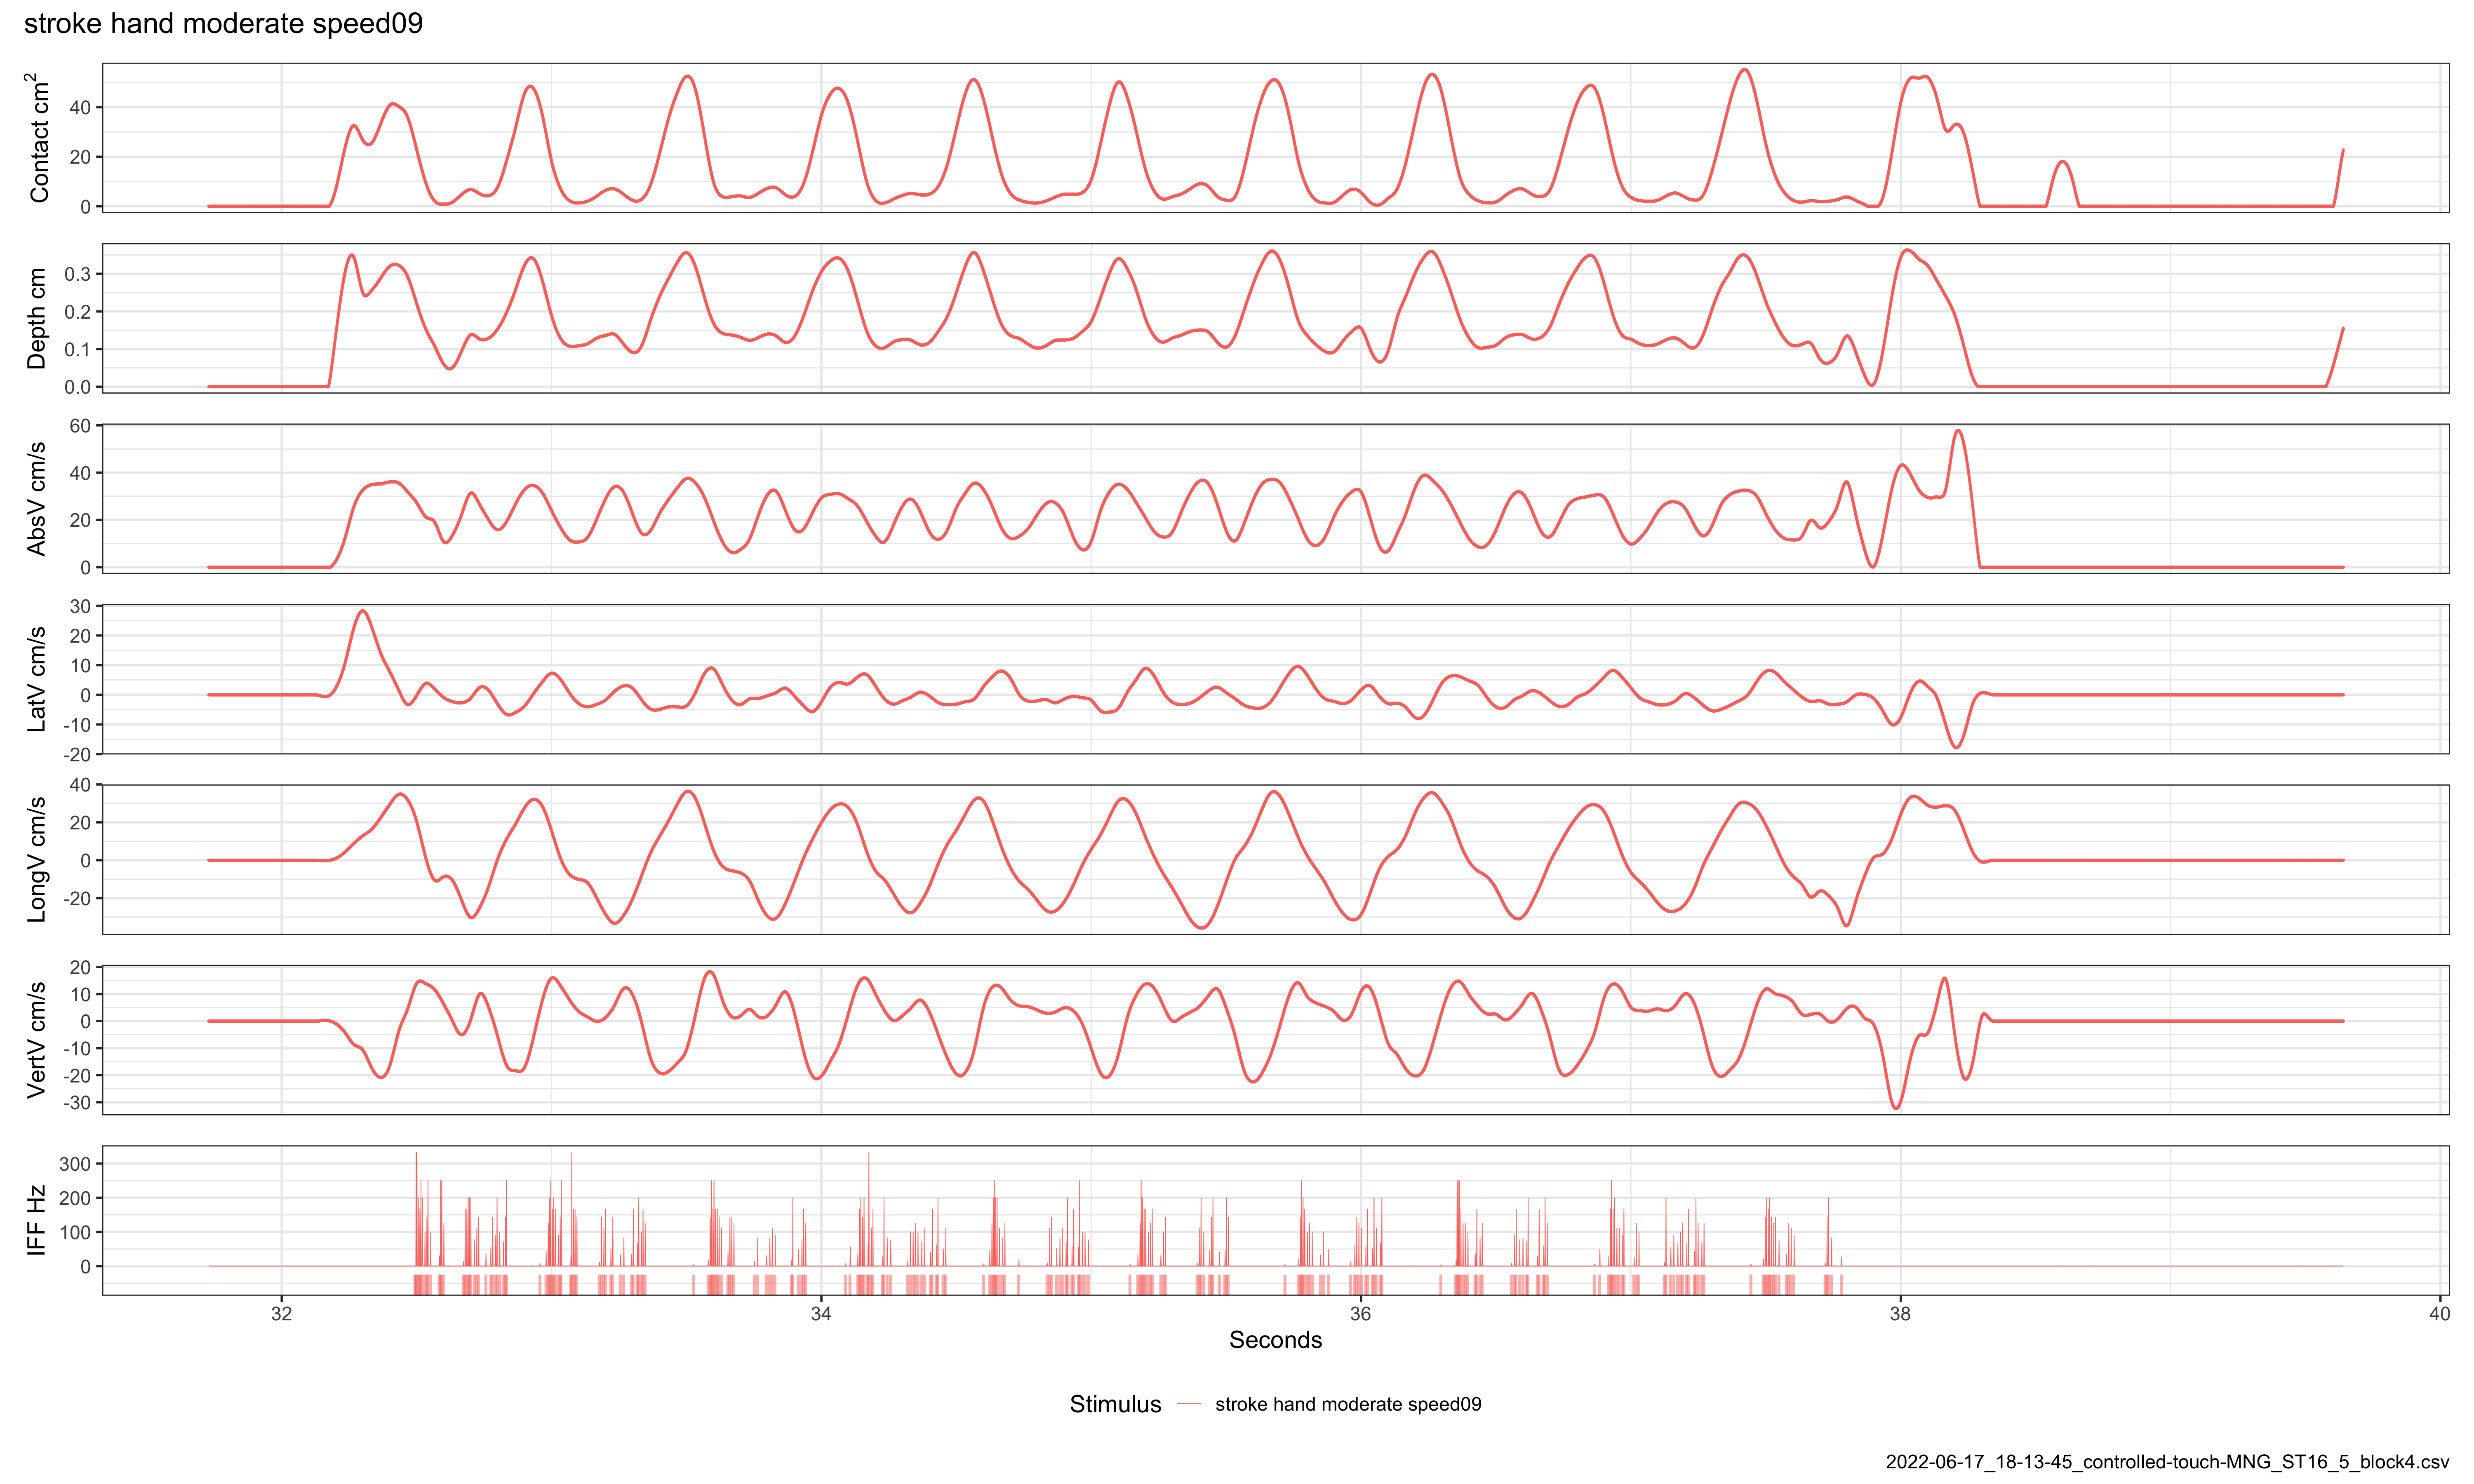 stroke hand moderate speed09
Contact cm²
40
20
0
Depth cm
0.3
0.2
0.1
0.0
AbsV cm/s
60
40
20
0
LatV cm/s
30
20
10
0
-10
-20
LongV cm/s
40
20
0
-20
VertV cm/s
20
10
0
-10
-20
-30
IFF Hz
300
200
100
0
32 34 36 38 40
Seconds
Stimulus stroke hand moderate speed09
2022-06-17_18-13-45_controlled-touch-MNG_ST16_5_block4.csv